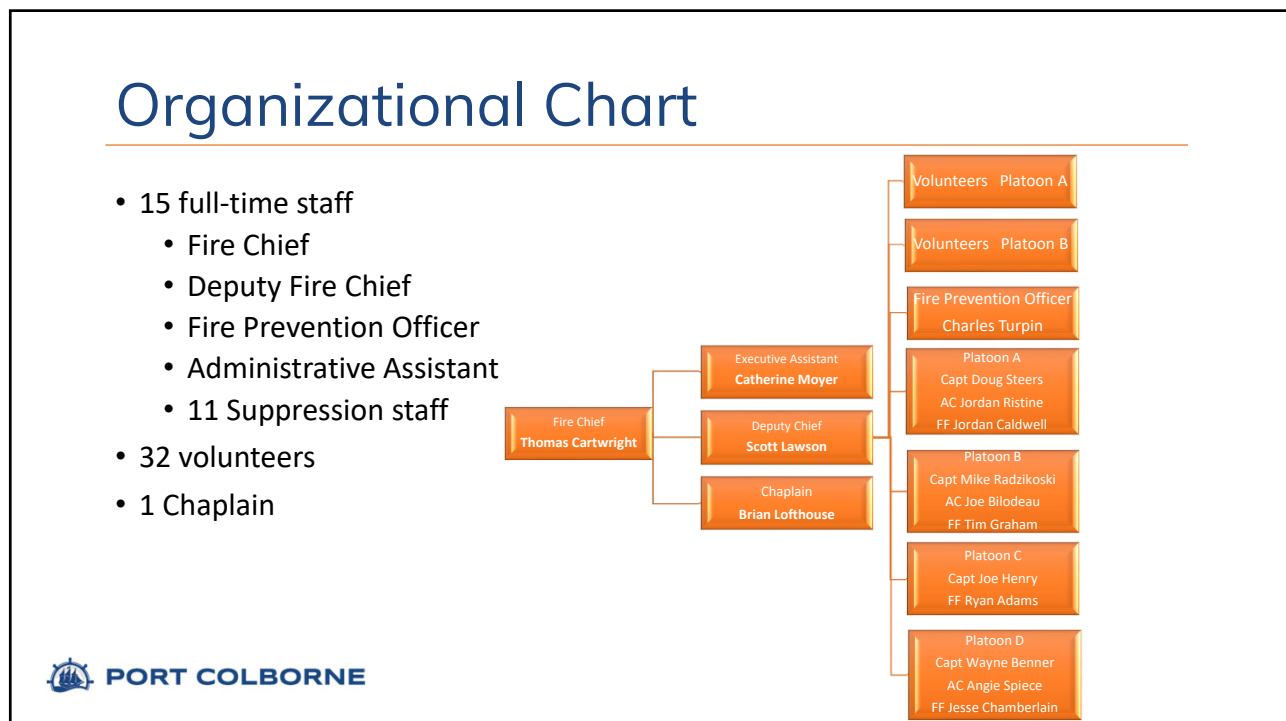 Organizational Chart
• 15 full-time staff
• Fire Chief
• Deputy Fire Chief
• Fire Prevention Officer
• Administrative Assistant
• 11 Suppression staff
• 32 volunteers
• 1 Chaplain
Fire Chief
Thomas Cartwright
Executive Assistant
Catherine Moyer
Deputy Chief
Scott Lawson
Chaplain
Brian Lofthouse
Volunteers Platoon A
Volunteers Platoon B
Fire Prevention Officer
Charles Turpin
Platoon A
Capt Doug Steers
AC Jordan Ristine
FF Jordan Caldwell
Platoon B
Capt Mike Radzikoski
AC Joe Bilodeau
FF Tim Graham
Platoon C
Capt Joe Henry
FF Ryan Adams
Platoon D
Capt Wayne Benner
AC Angie Spiece
FF Jesse Chamberlain
PORT COLBORNE